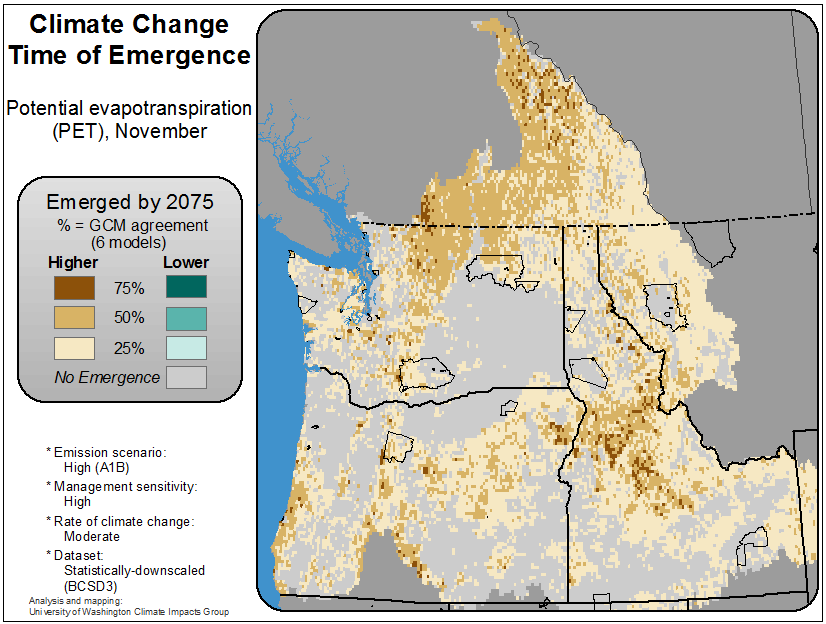 Climate Change
Time of Emergence
Potential evapotranspiration
(PET), November
Emerged by 2075
% = GCM agreement
(6 models)
Higher Lower
75%
50%
25%
No Emergence
* Emission scenario:
High (A1B)
* Management sensitivity:
High
* Rate of climate change:
Moderate
* Dataset:
Statistically-downscaled
(BCSD3)
Analysis and mapping:
University of Washington Climate Impacts Group